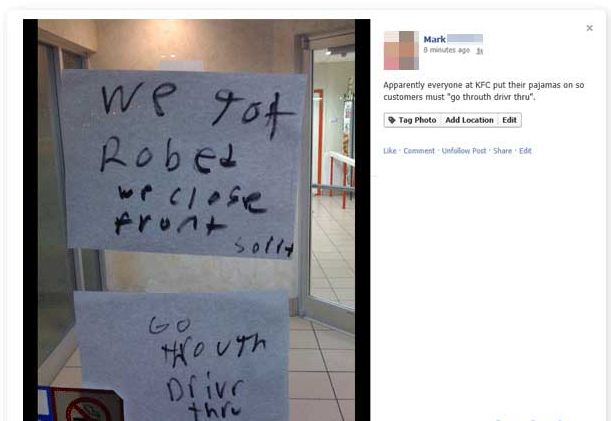 we got
Robed
we close
front
sorry
Go
throuth
Drivr
thru
Mark
8 minutes ago
Apparently everyone at KFC put their pajamas on so
customers must "go throuth drivr thru".
Tag Photo Add Location Edit
Like · Comment · Unfollow Post · Share · Edit